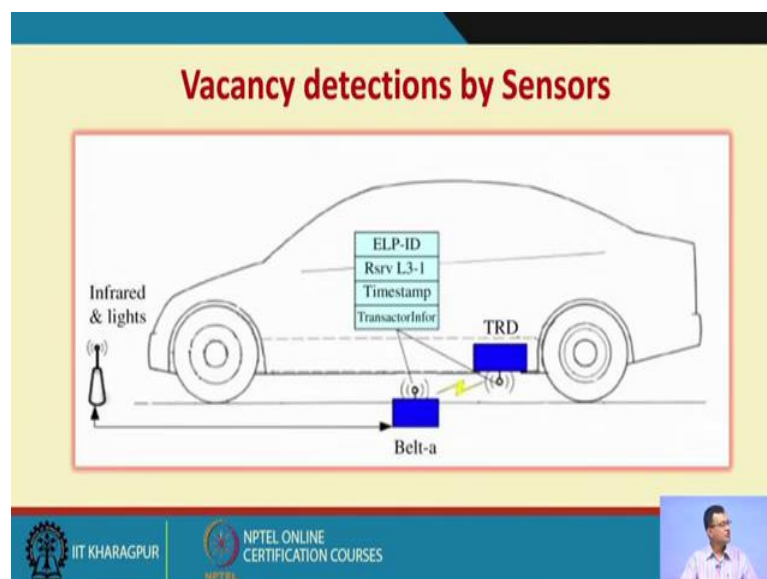 Vacancy detections by Sensors
ELP-ID
Rsrv L3-1
Timestamp
TransactorInfor
Infrared
& lights
TRD
Belt-a
IIT KHARAGPUR
NPTEL ONLINE
CERTIFICATION COURSES
NPTEL